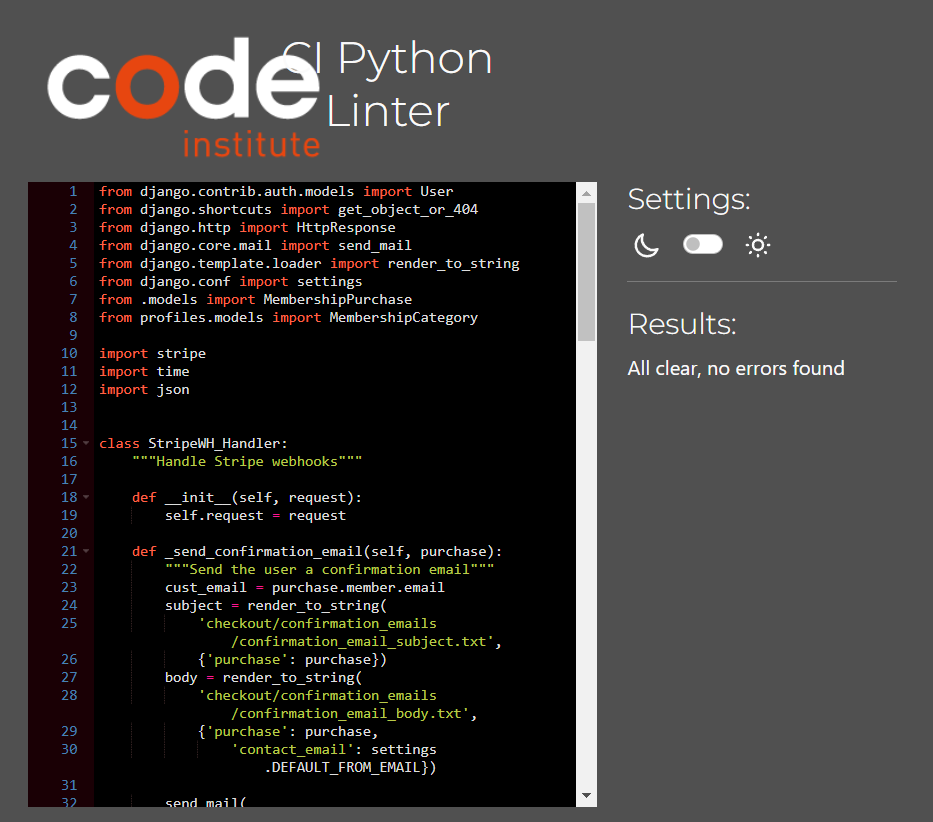 code
institute
CI Python
Linter
1 from django.contrib.auth.models import User
2 from django.shortcuts import get_object_or_404
3 from django.http import HttpResponse
4 from django.core.mail import send_mail
5 from django.template.loader import render_to_string
6 from django.conf import settings
7 from .models import MembershipPurchase
8 from profiles.models import MembershipCategory
9
10 import stripe
11 import time
12 import json
13
14
15 class StripeWH_Handler:
16 """Handle Stripe webhooks"""
17
18 def __init__(self, request):
19 self.request = request
20
21 def _send_confirmation_email(self, purchase):
22 """Send the user a confirmation email"""
23 cust_email = purchase.member.email
24 subject = render_to_string(
25 'checkout/confirmation_emails
/confirmation_email_subject.txt',
26 {'purchase': purchase})
27 body = render_to_string(
28 'checkout/confirmation_emails
/confirmation_email_body.txt',
29 {'purchase': purchase,
30 'contact_email': settings
.DEFAULT_FROM_EMAIL})
31
32 send_mail(
Settings:
Results:
All clear, no errors found